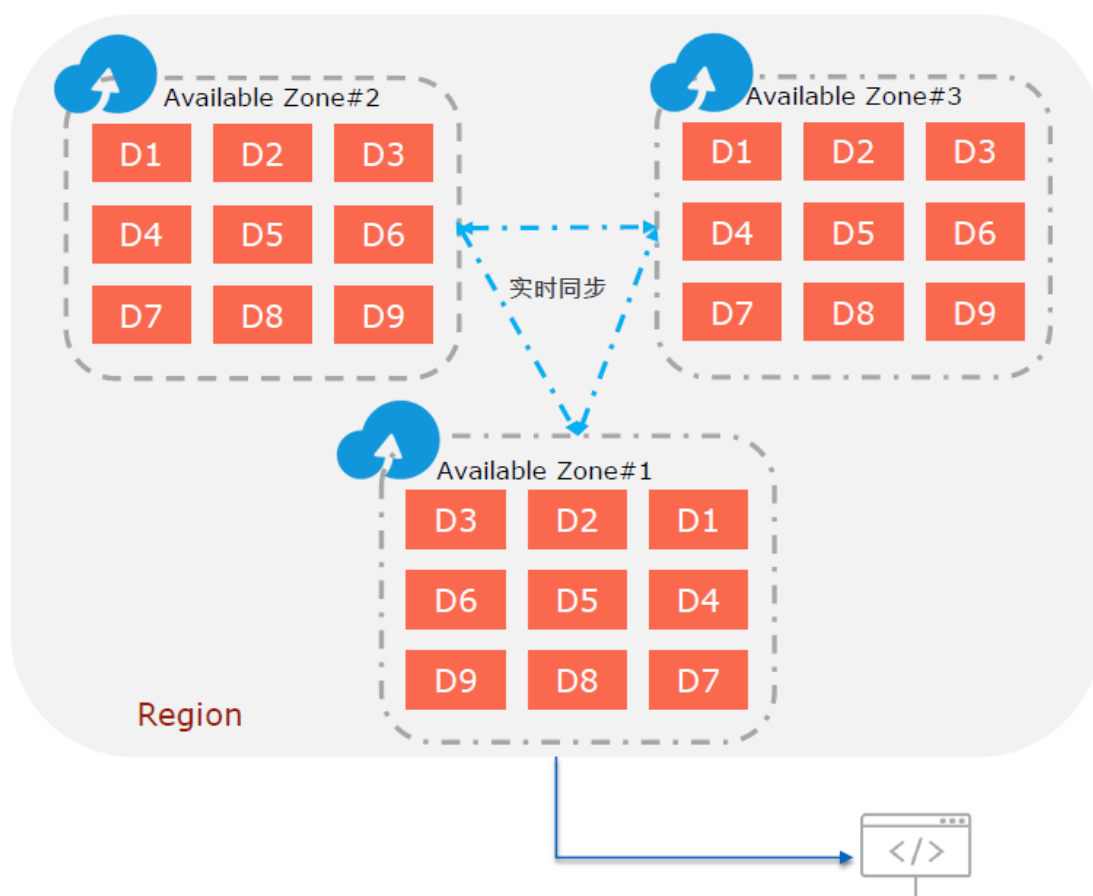 Available Zone#2
D1 D2 D3
D4 D5 D6
D7 D8 D9
Available Zone#3
D1 D2 D3
D4 D5 D6
D7 D8 D9
实时同步
Available Zone#1
D3 D2 D1
D6 D5 D4
D9 D8 D7
Region
</>